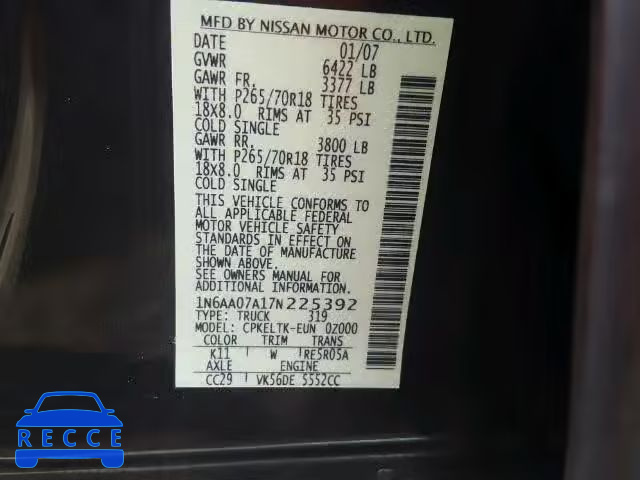 MFD BY NISSAN MOTOR CO., LTD.
DATE 01/07
GVWR 6422 LB
GAWR FR. 3377 LB
WITH P265/70R18 TIRES
18X8.0 RIMS AT 35 PSI
COLD SINGLE
GAWR RR. 3800 LB
WITH P265/70R18 TIRES
18X8.0 RIMS AT 35 PSI
COLD SINGLE
THIS VEHICLE CONFORMS TO
ALL APPLICABLE FEDERAL
MOTOR VEHICLE SAFETY
STANDARDS IN EFFECT ON
THE DATE OF MANUFACTURE
SHOWN ABOVE.
SEE OWNERS MANUAL FOR
ADDITIONAL INFORMATION.
1N6AA07A17N225392
TYPE: TRUCK 319
MODEL: CPKELTK-EUN 0Z000
COLOR TRIM TRANS
K11 W RE5R05A
AXLE ENGINE
CC29 VK56DE 5552CC
RECCE